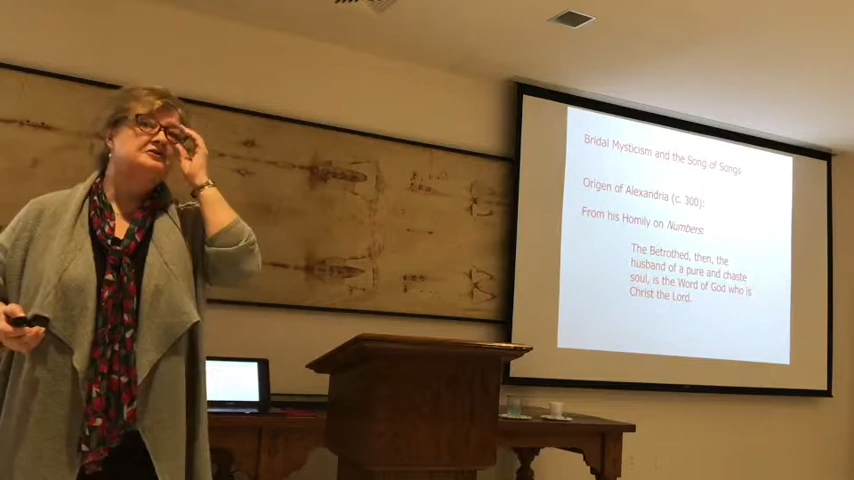 Bridal Mysticism and the Song of Songs
Origen of Alexandria (c. 300):
From his Homily on Numbers:
The Betrothed, then, the
husband of a pure and chaste
soul, is the Word of God who is
Christ the Lord.